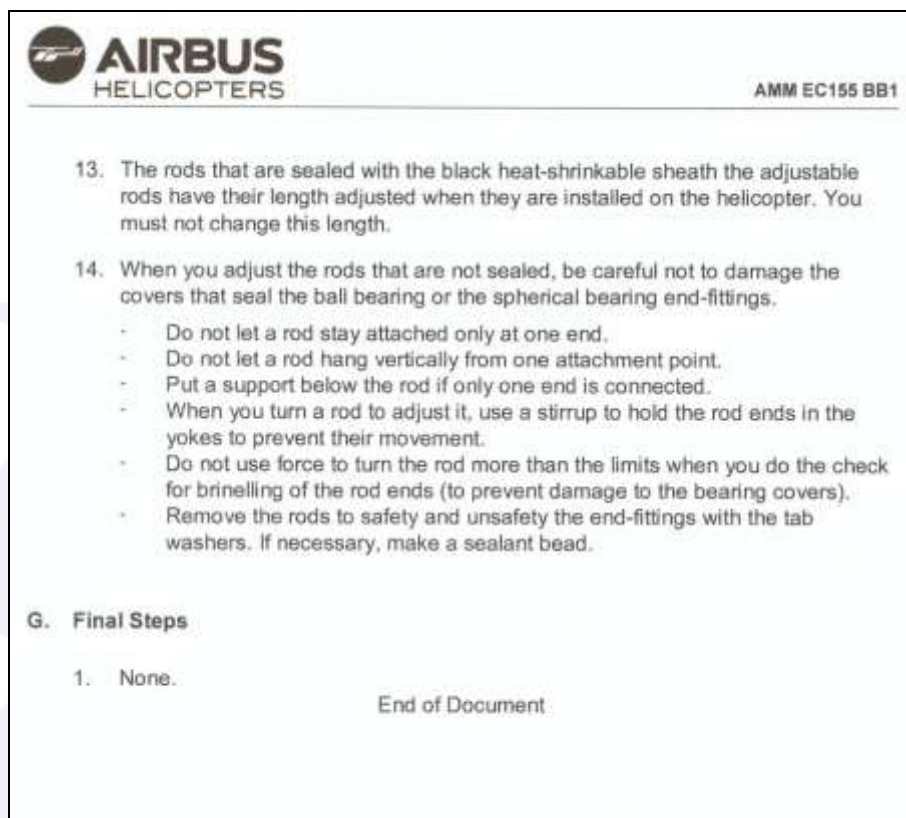 AIRBUS
HELICOPTERS
AMM EC155 BB1
13. The rods that are sealed with the black heat-shrinkable sheath the adjustable
rods have their length adjusted when they are installed on the helicopter. You
must not change this length.
14. When you adjust the rods that are not sealed, be careful not to damage the
covers that seal the ball bearing or the spherical bearing end-fittings.
- Do not let a rod stay attached only at one end.
- Do not let a rod hang vertically from one attachment point.
- Put a support below the rod if only one end is connected.
- When you turn a rod to adjust it, use a stirrup to hold the rod ends in the
yokes to prevent their movement.
- Do not use force to turn the rod more than the limits when you do the check
for brinelling of the rod ends (to prevent damage to the bearing covers).
- Remove the rods to safety and unsafety the end-fittings with the tab
washers. If necessary, make a sealant bead.
G. Final Steps
1. None.
End of Document